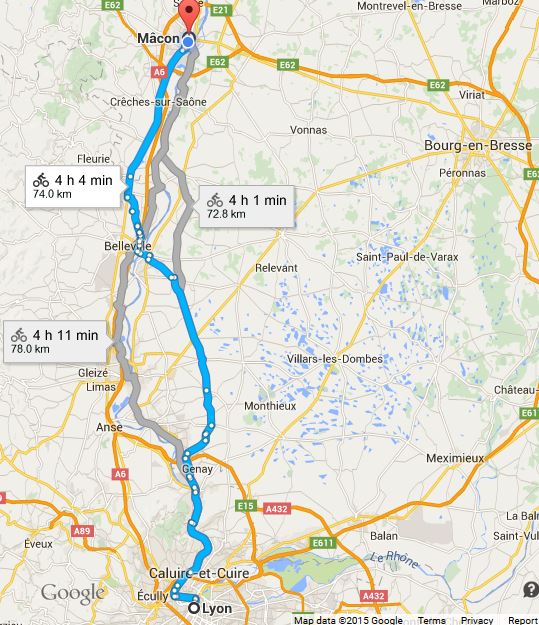 E62
Senozan
E21
Montrevel-en-Bresse
Marboz
Mâcon
E62
A6
Crêches-sur-Saône
Viriat
Vonnas
Bourg-en-Bresse
Fleurie
Péronnas
4 h 4 min
74.0 km
4 h 1 min
72.8 km
Belleville
Saint-Paul-de-Varax
Relevant
4 h 11 min
78.0 km
Villars-les-Dombes
Gleizé
Limas
Château-
Monthieux
E62
Anse
Meximieux
Genay
A6
E15
A432
La Balme
A89
E611
Balan
Saint-Vul
Éveux
Le Rhône
Caluire-et-Cuire
Google
A432
Écully
Lyon
Map data ©2015 Google
Terms
Privacy
Report